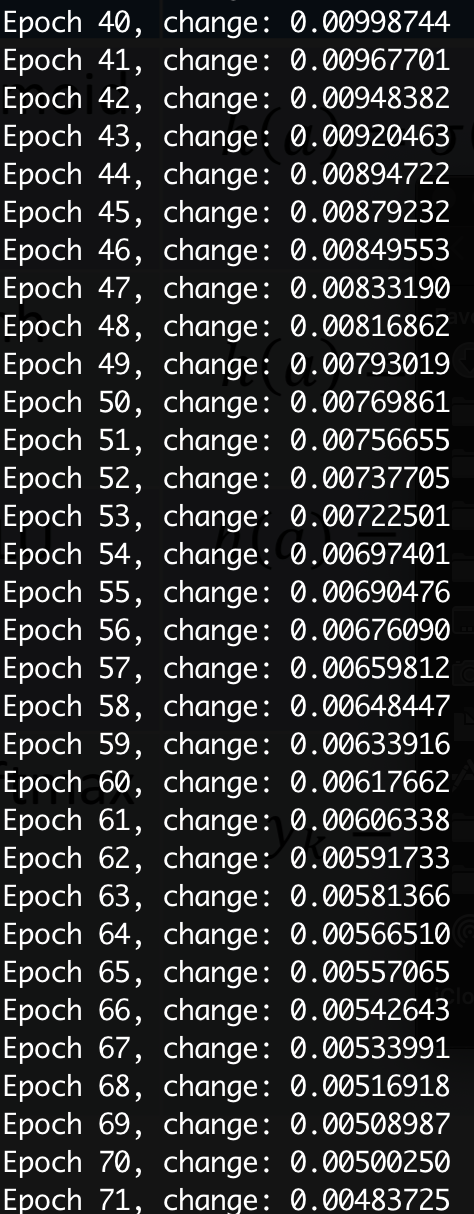 Epoch 40, change: 0.00998744
Epoch 41, change: 0.00967701
Epoch 42, change: 0.00948382
Epoch 43, change: 0.00920463
Epoch 44, change: 0.00894722
Epoch 45, change: 0.00879232
Epoch 46, change: 0.00849553
Epoch 47, change: 0.00833190
Epoch 48, change: 0.00816862
Epoch 49, change: 0.00793019
Epoch 50, change: 0.00769861
Epoch 51, change: 0.00756655
Epoch 52, change: 0.00737705
Epoch 53, change: 0.00722501
Epoch 54, change: 0.00697401
Epoch 55, change: 0.00690476
Epoch 56, change: 0.00676090
Epoch 57, change: 0.00659812
Epoch 58, change: 0.00648447
Epoch 59, change: 0.00633916
Epoch 60, change: 0.00617662
Epoch 61, change: 0.00606338
Epoch 62, change: 0.00591733
Epoch 63, change: 0.00581366
Epoch 64, change: 0.00566510
Epoch 65, change: 0.00557065
Epoch 66, change: 0.00542643
Epoch 67, change: 0.00533991
Epoch 68, change: 0.00516918
Epoch 69, change: 0.00508987
Epoch 70, change: 0.00500250
Epoch 71, change: 0.00483725